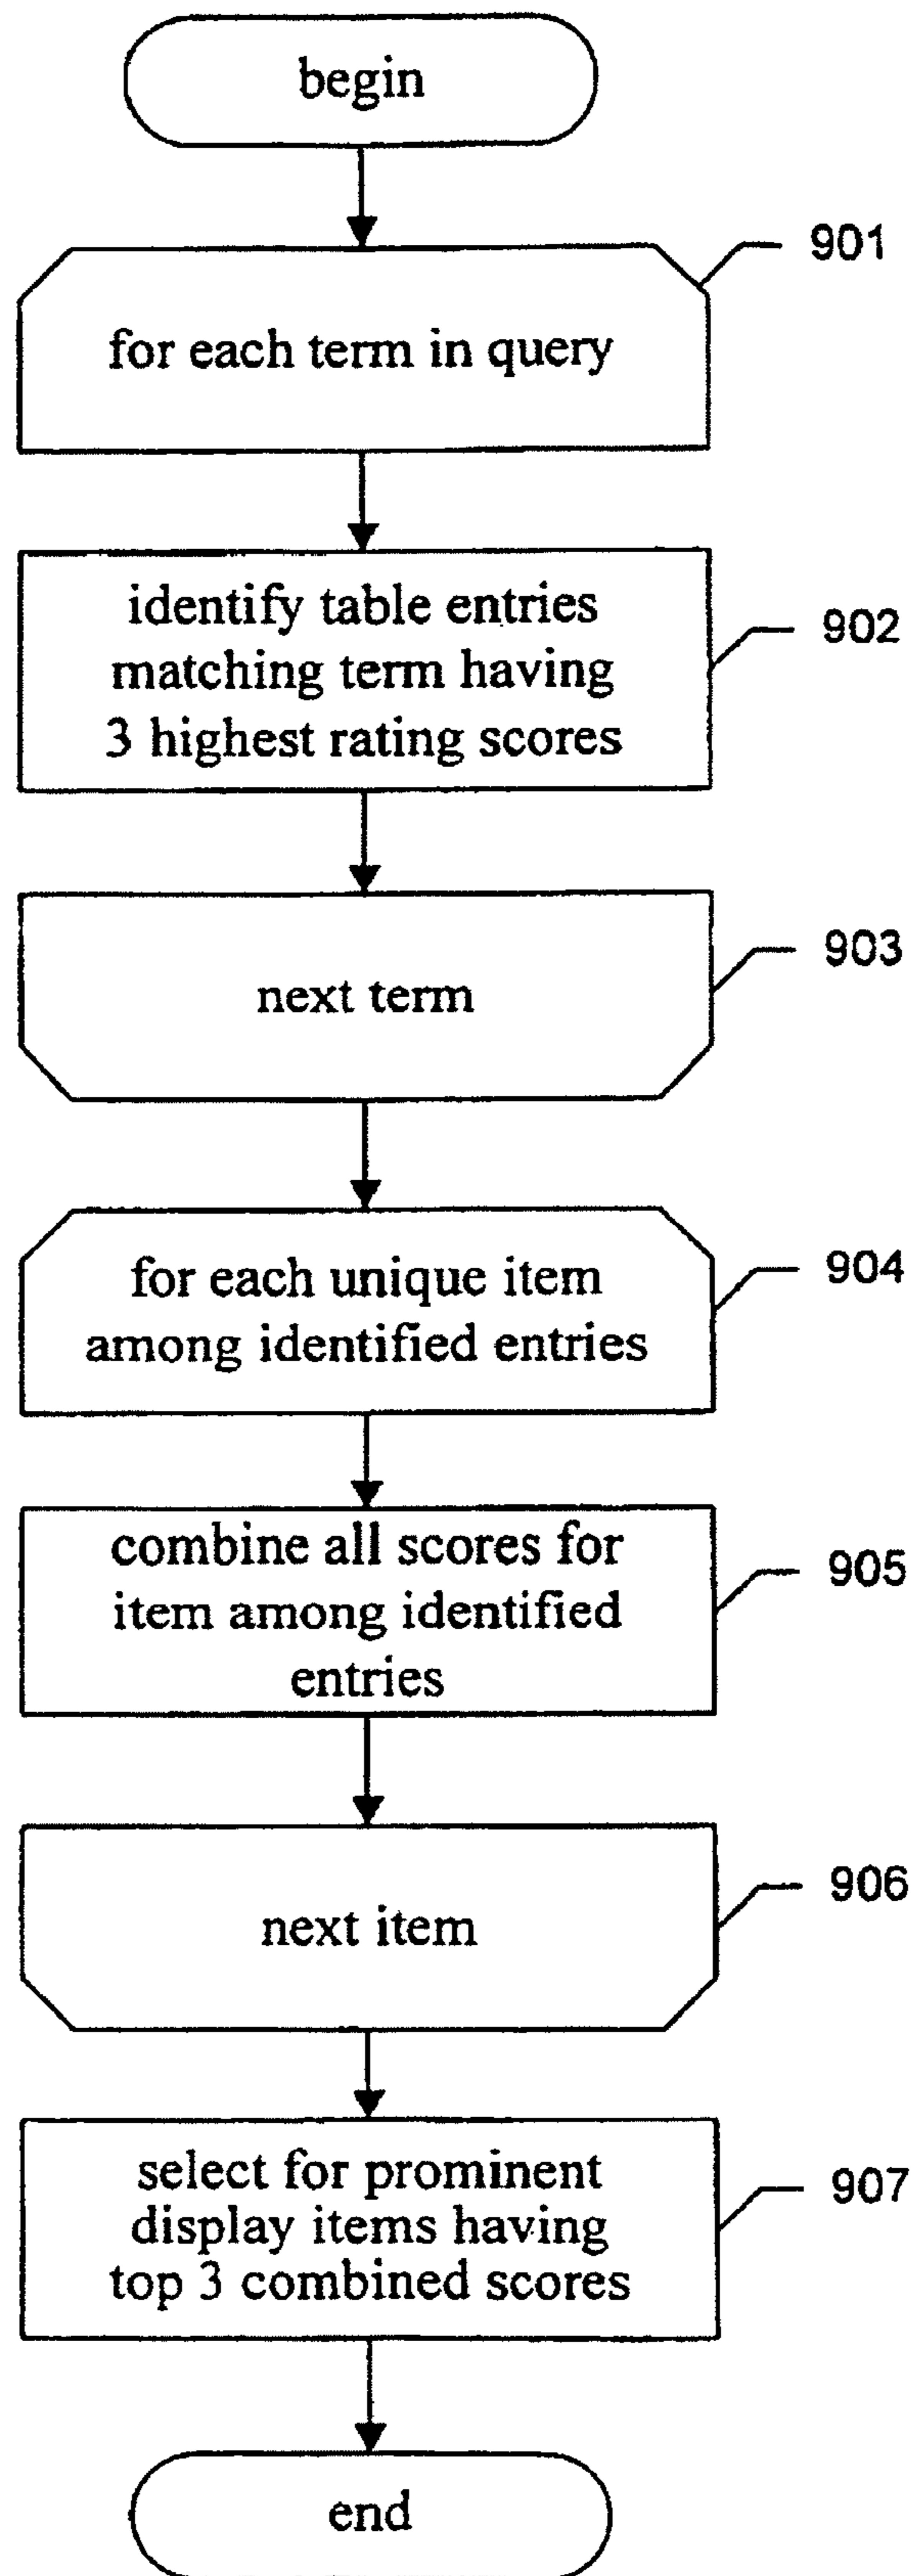 begin
901
for each term in query
identify table entries
902
matching term having
3 highest rating scores
903
next term
904
for each unique item
among identified entries
combine all scores for
905
item among identified
entries
906
next item
select for prominent
907
display items having
top 3 combined scores
end